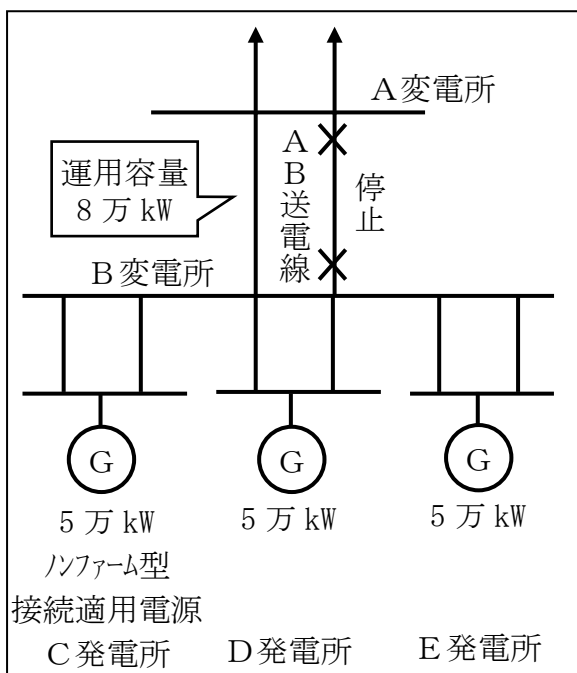 A変電所
運用容量
8万kW
AB送電線
停止
B変電所
G
G
G
5万kW
5万kW
5万kW
ノンファーム型
接続適用電源
C発電所
D発電所
E発電所